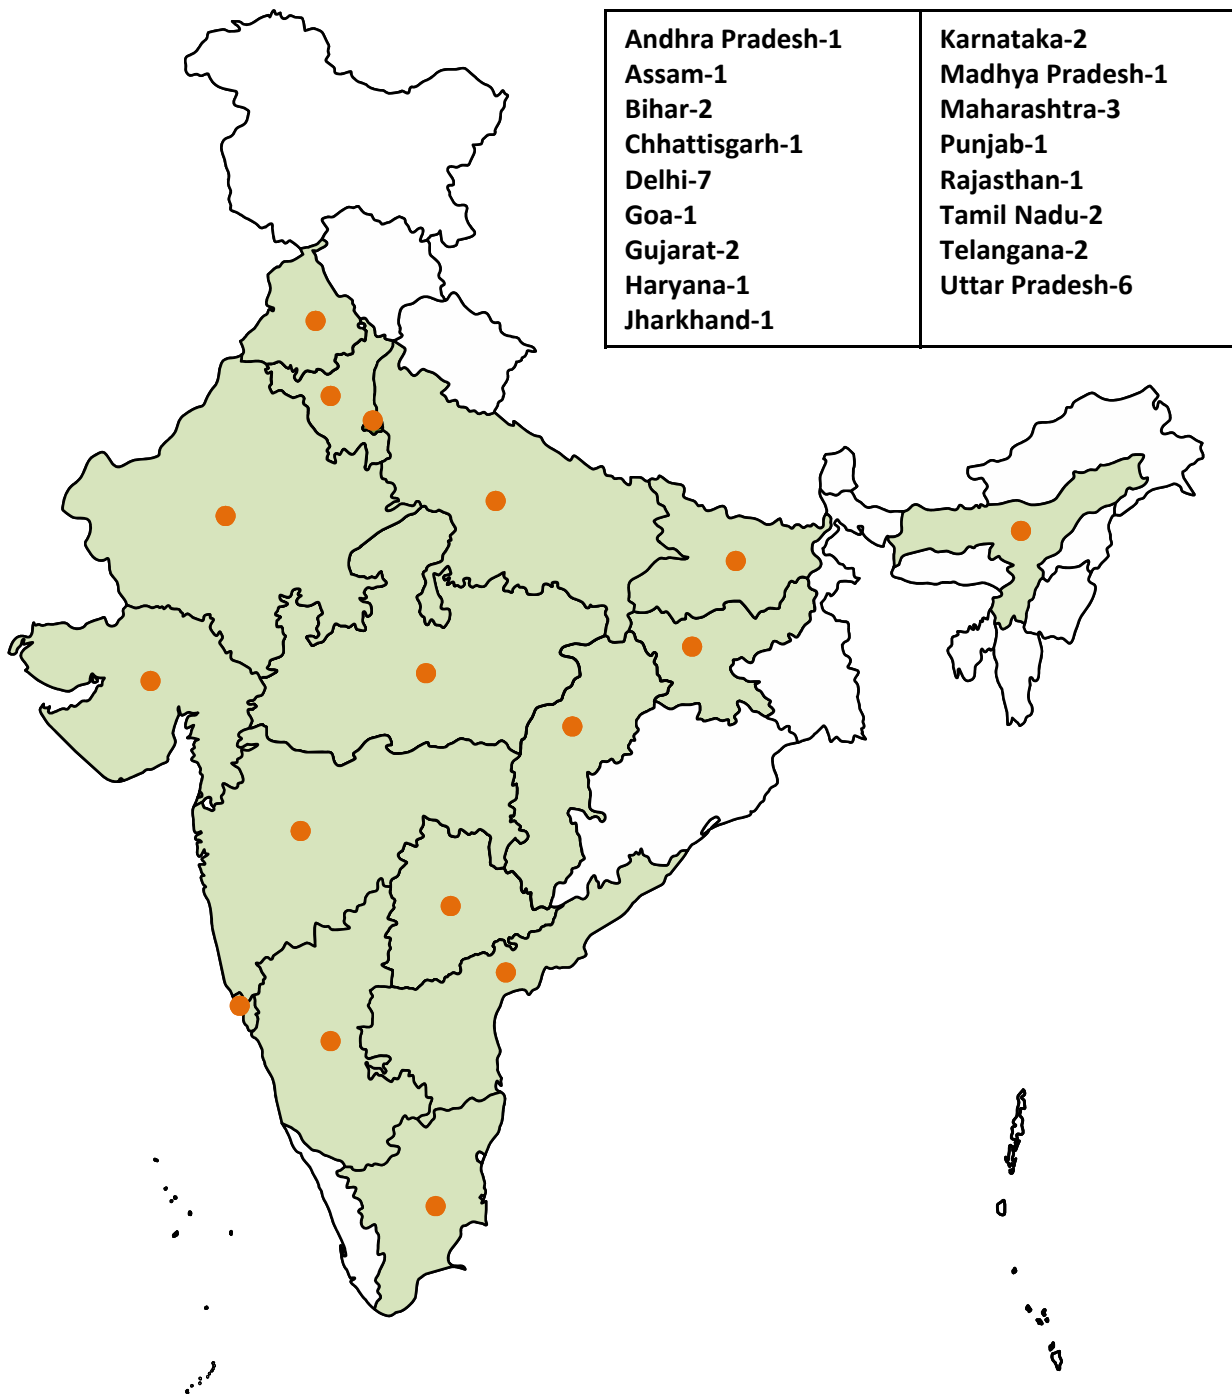 Andhra Pradesh-1
Assam-1
Bihar-2
Chhattisgarh-1
Delhi-7
Goa-1
Gujarat-2
Haryana-1
Jharkhand-1
Karnataka-2
Madhya Pradesh-1
Maharashtra-3
Punjab-1
Rajasthan-1
Tamil Nadu-2
Telangana-2
Uttar Pradesh-6